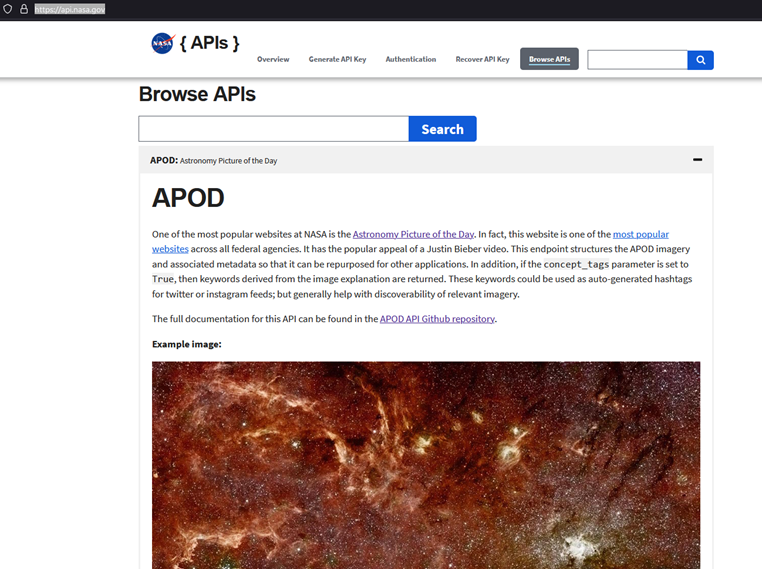 https://api.nasa.gov
NASA { APIs }
Overview Generate API Key Authentication Recover API Key Browse APIs
Browse APIs
Search
APOD: Astronomy Picture of the Day
APOD
One of the most popular websites at NASA is the Astronomy Picture of the Day. In fact, this website is one of the most popular
websites across all federal agencies. It has the popular appeal of a Justin Bieber video. This endpoint structures the APOD imagery
and associated metadata so that it can be repurposed for other applications. In addition, if the concept_tags parameter is set to
True, then keywords derived from the image explanation are returned. These keywords could be used as auto-generated hashtags
for twitter or instagram feeds; but generally help with discoverability of relevant imagery.
The full documentation for this API can be found in the APOD API Github repository.
Example image: